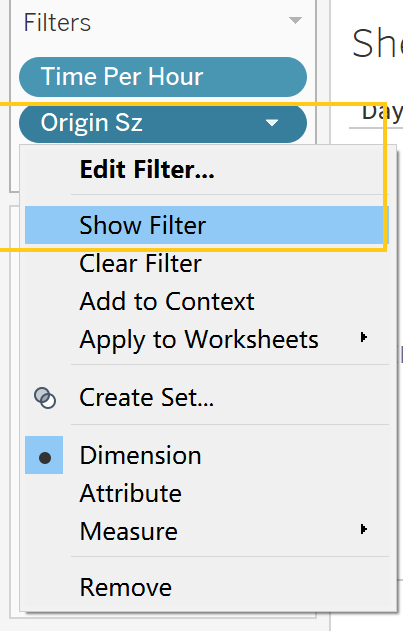 Filters
She
Time Per Hour
Origin Sz
Day
Edit Filter...
Show Filter
Clear Filter
Add to Context
Apply to Worksheets
Create Set...
Dimension
Attribute
Measure
Remove